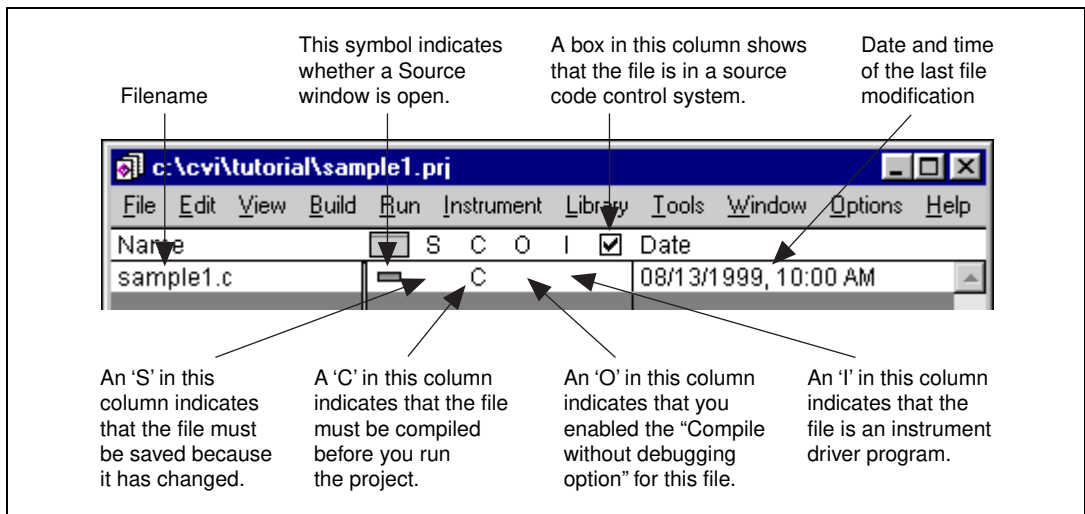 Filename
This symbol indicates
whether a Source
window is open.
A box in this column shows
that the file is in a source
code control system.
Date and time
of the last file
modification
c:\cvi\tutorial\sample1.prj
File Edit View Build Run Instrument Library Tools Window Options Help
Name S C O I Date
sample1.c C 08/13/1999, 10:00 AM
An ‘S’ in this
column indicates
that the file must
be saved because
it has changed.
A ‘C’ in this column
indicates that the file
must be compiled
before you run
the project.
An ‘O’ in this column
indicates that you
enabled the “Compile
without debugging
option” for this file.
An ‘I’ in this column
indicates that the
file is an instrument
driver program.